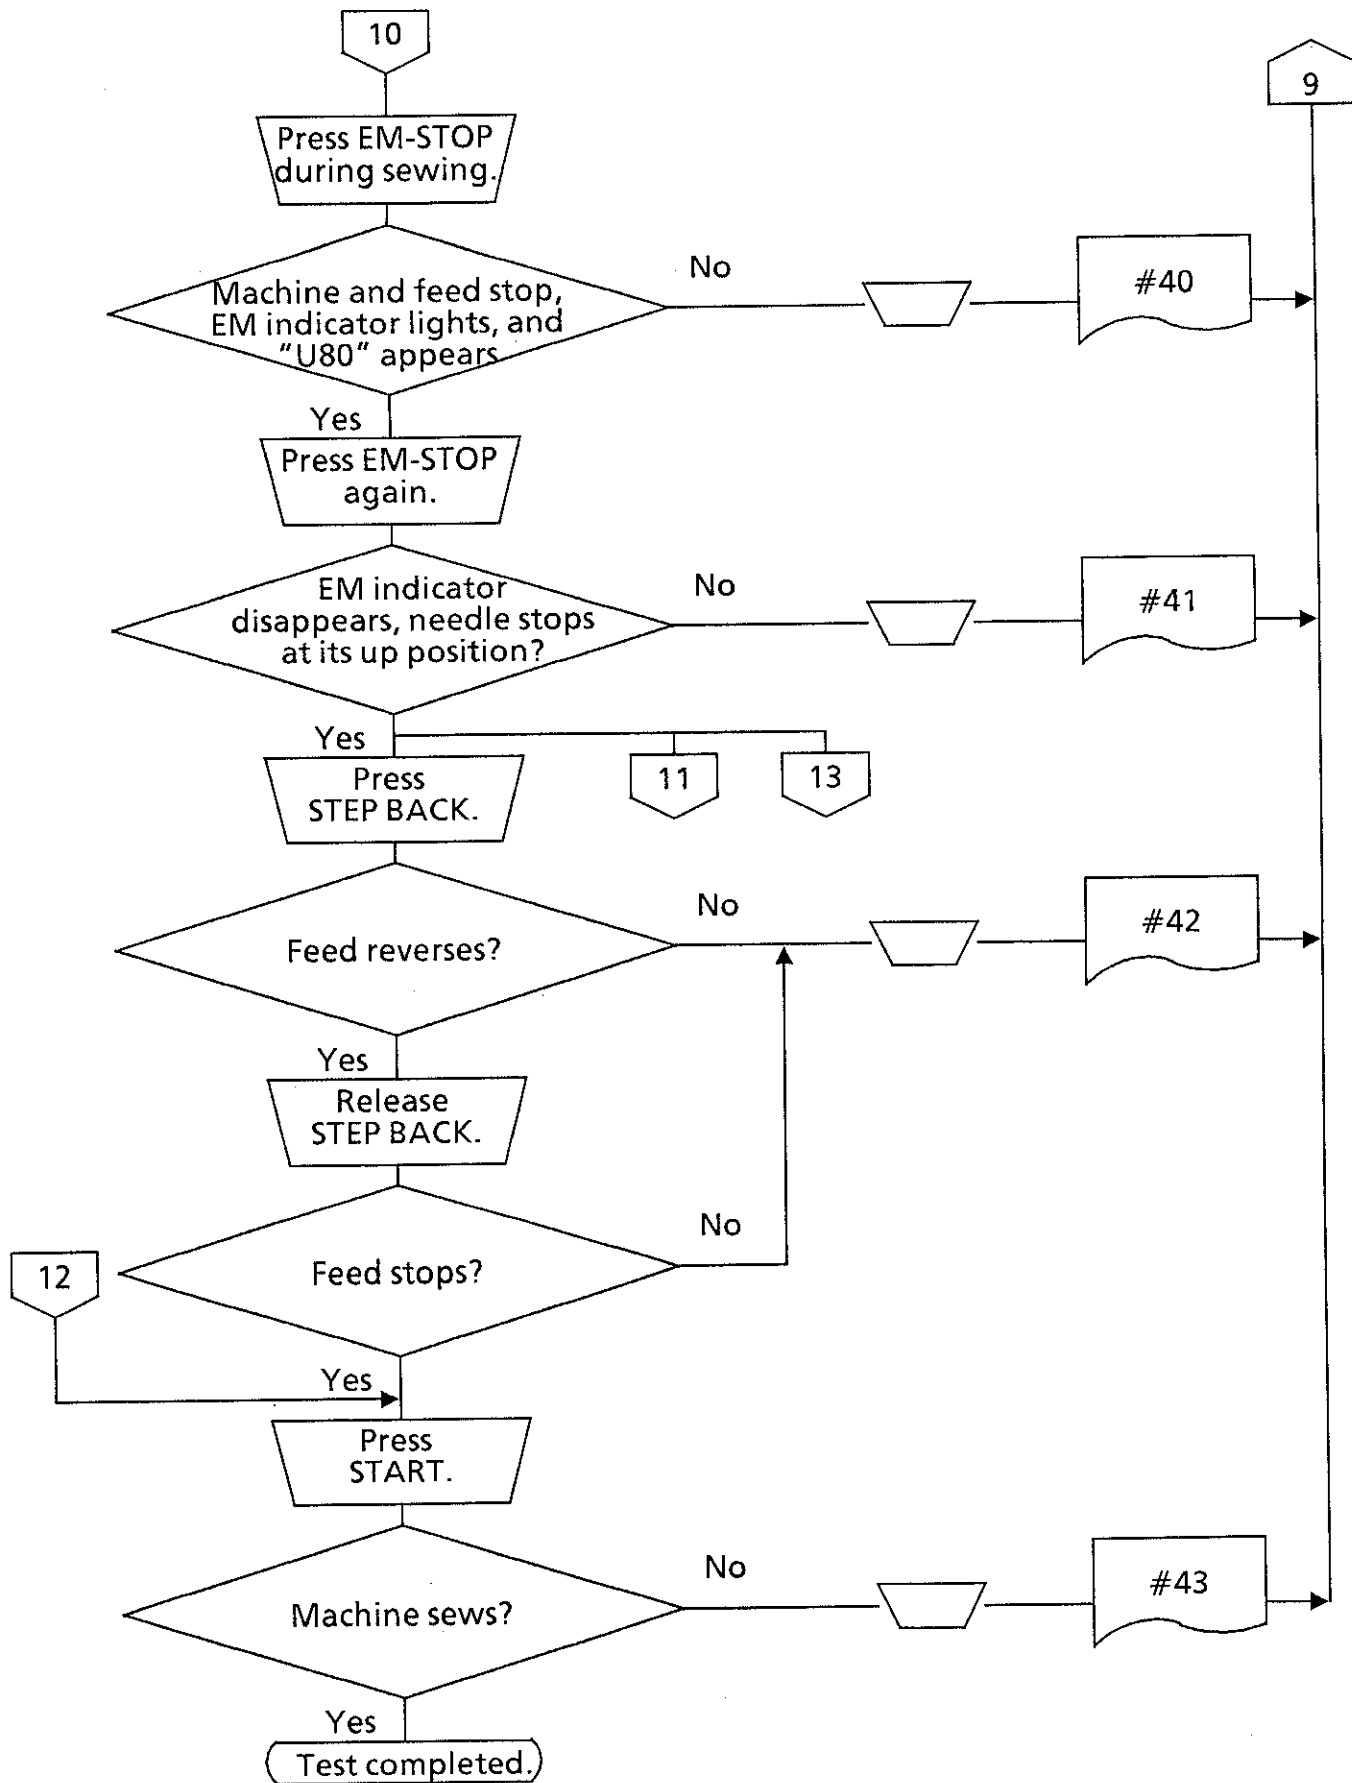 10
9
Press EM-STOP
during sewing.
No
#40
Machine and feed stop,
EM indicator lights, and
"U80" appears
Yes
Press EM-STOP
again.
No
#41
EM indicator
disappears, needle stops
at its up position?
Yes
11
13
Press
STEP BACK.
No
#42
Feed reverses?
Yes
Release
STEP BACK.
No
12
Feed stops?
Yes
Press
START.
No
#43
Machine sews?
Yes
Test completed.